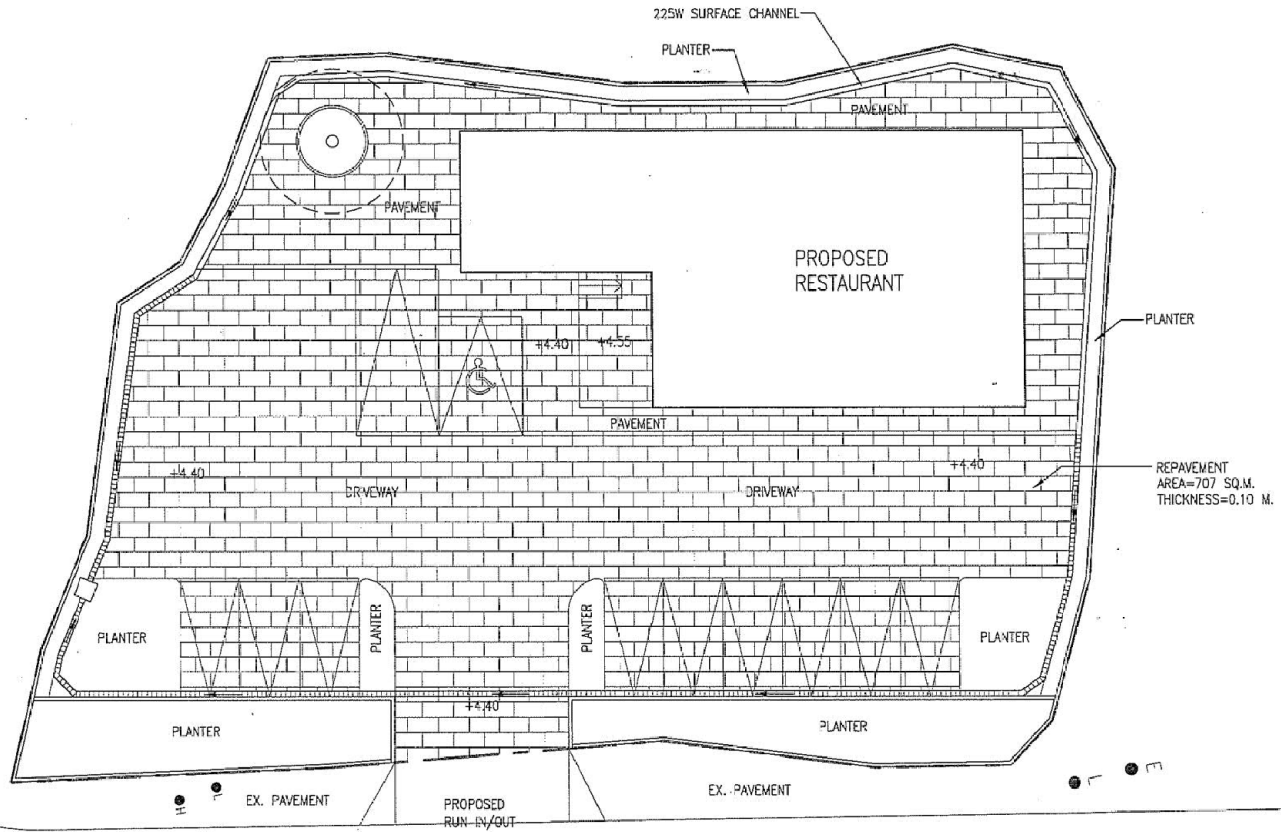 225W SURFACE CHANNEL
PLANTER
PAVEMENT
PAVEMENT
PROPOSED
RESTAURANT
PLANTER
+4.40
+4.55
PAVEMENT
+4.40
+4.40
DRIVEWAY
DRIVEWAY
REPAVEMENT
AREA=707 SQ.M.
THICKNESS=0.10 M.
PLANTER
PLANTER
PLANTER
PLANTER
+4.40
PLANTER
PLANTER
L
E
L
H
EX. PAVEMENT
PROPOSED
RUN IN/OUT
EX. PAVEMENT